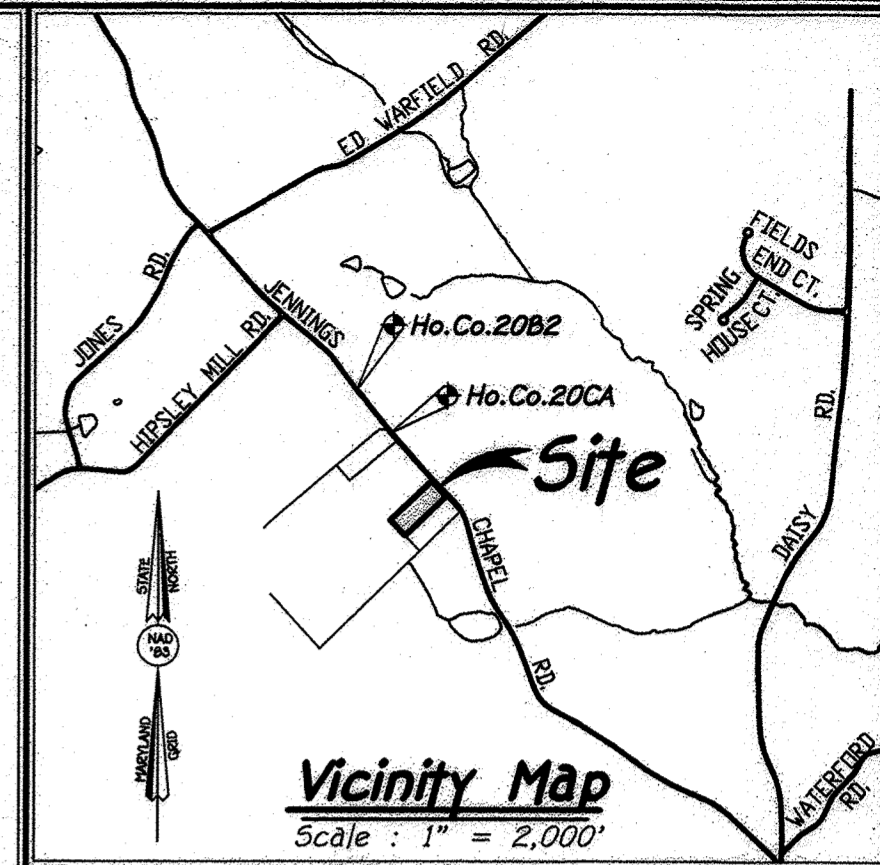 ED WARFIELD RD.
JONES RD.
JENNINGS
HIPSLEY MILL RD.
Ho.Co.20B2
Ho.Co.20CA
Site
CHAPEL
RD.
FIELDS
END CT.
SPRING
HOUSE CT.
DAISY
RD.
WATERFORD
RD.
STATE
NORTH
NAD
'83
MARYLAND
GRID
Vicinity Map
Scale : 1" = 2,000'